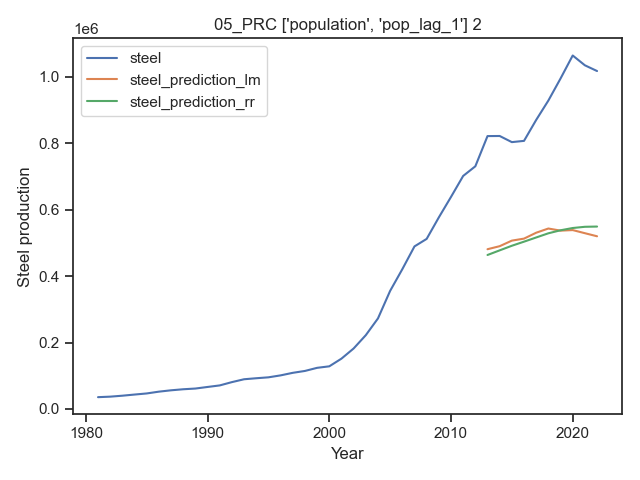 05_PRC ['population', 'pop_lag_1'] 2
1e6
steel
steel_prediction_lm
steel_prediction_rr
1.0
0.8
0.6
0.4
0.2
0.0
Steel production
1980
1990
2000
2010
2020
Year